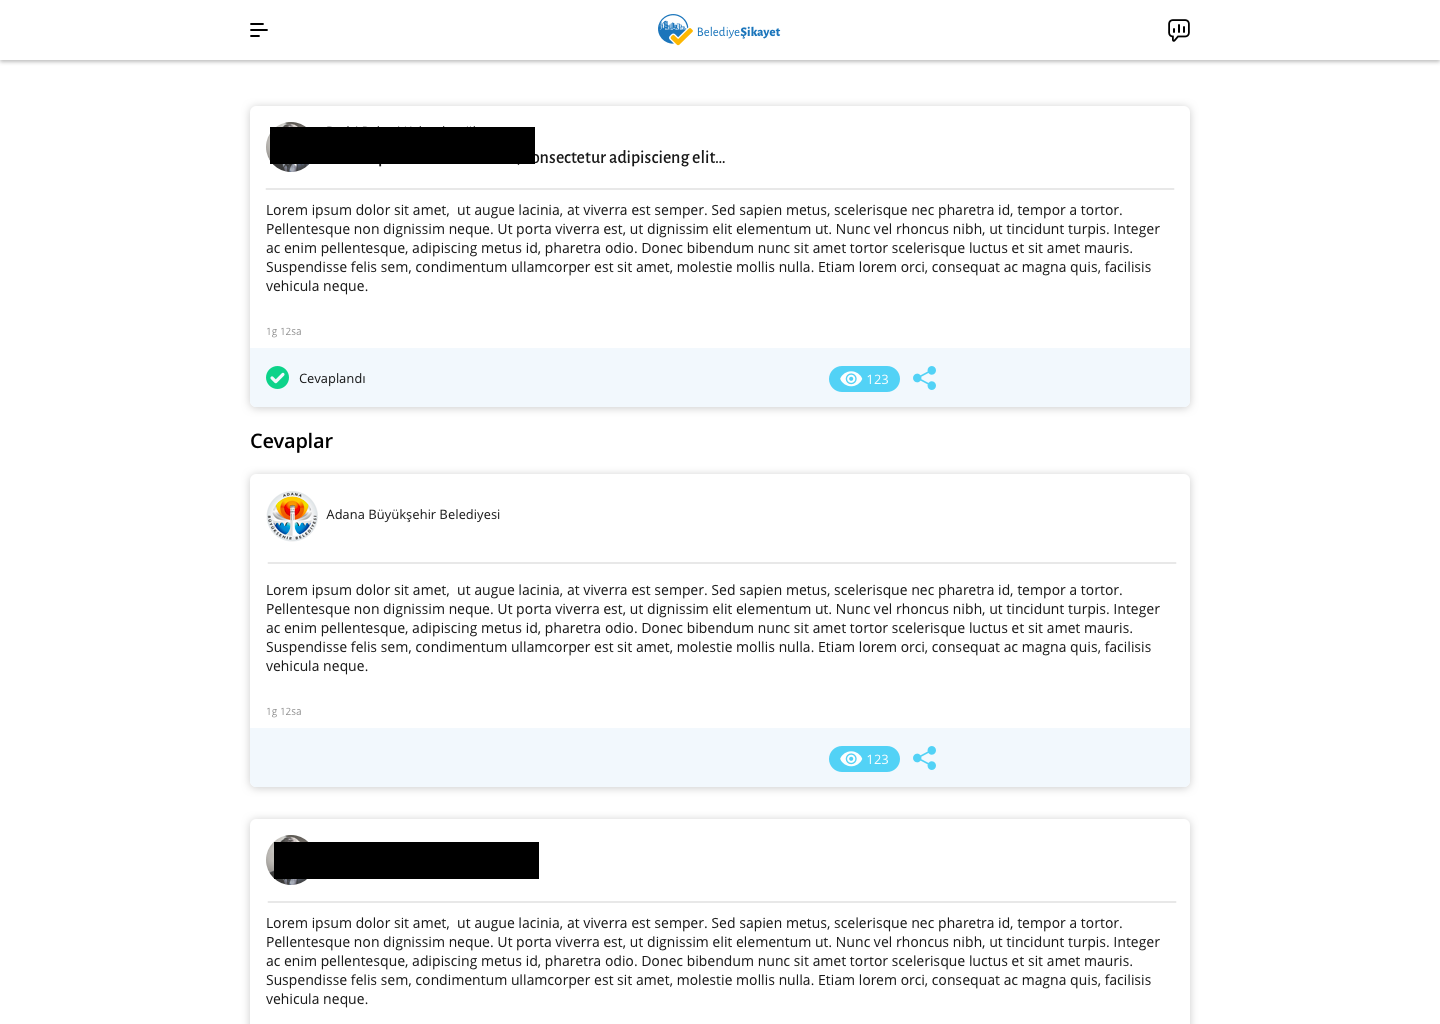 BelediyeŞikayet
consectetur adipiscieng elit...
Lorem ipsum dolor sit amet,  ut augue lacinia, at viverra est semper. Sed sapien metus, scelerisque nec pharetra id, tempor a tortor.
Pellentesque non dignissim neque. Ut porta viverra est, ut dignissim elit elementum ut. Nunc vel rhoncus nibh, ut tincidunt turpis. Integer
ac enim pellentesque, adipiscing metus id, pharetra odio. Donec bibendum nunc sit amet tortor scelerisque luctus et sit amet mauris.
Suspendisse felis sem, condimentum ullamcorper est sit amet, molestie mollis nulla. Etiam lorem orci, consequat ac magna quis, facilisis
vehicula neque.
1g 12sa
Cevaplandı
123
Cevaplar
ADANA BÜYÜKŞEHİR BELEDİYESİ
Adana Büyükşehir Belediyesi
Lorem ipsum dolor sit amet,  ut augue lacinia, at viverra est semper. Sed sapien metus, scelerisque nec pharetra id, tempor a tortor.
Pellentesque non dignissim neque. Ut porta viverra est, ut dignissim elit elementum ut. Nunc vel rhoncus nibh, ut tincidunt turpis. Integer
ac enim pellentesque, adipiscing metus id, pharetra odio. Donec bibendum nunc sit amet tortor scelerisque luctus et sit amet mauris.
Suspendisse felis sem, condimentum ullamcorper est sit amet, molestie mollis nulla. Etiam lorem orci, consequat ac magna quis, facilisis
vehicula neque.
1g 12sa
123
Lorem ipsum dolor sit amet,  ut augue lacinia, at viverra est semper. Sed sapien metus, scelerisque nec pharetra id, tempor a tortor.
Pellentesque non dignissim neque. Ut porta viverra est, ut dignissim elit elementum ut. Nunc vel rhoncus nibh, ut tincidunt turpis. Integer
ac enim pellentesque, adipiscing metus id, pharetra odio. Donec bibendum nunc sit amet tortor scelerisque luctus et sit amet mauris.
Suspendisse felis sem, condimentum ullamcorper est sit amet, molestie mollis nulla. Etiam lorem orci, consequat ac magna quis, facilisis
vehicula neque.